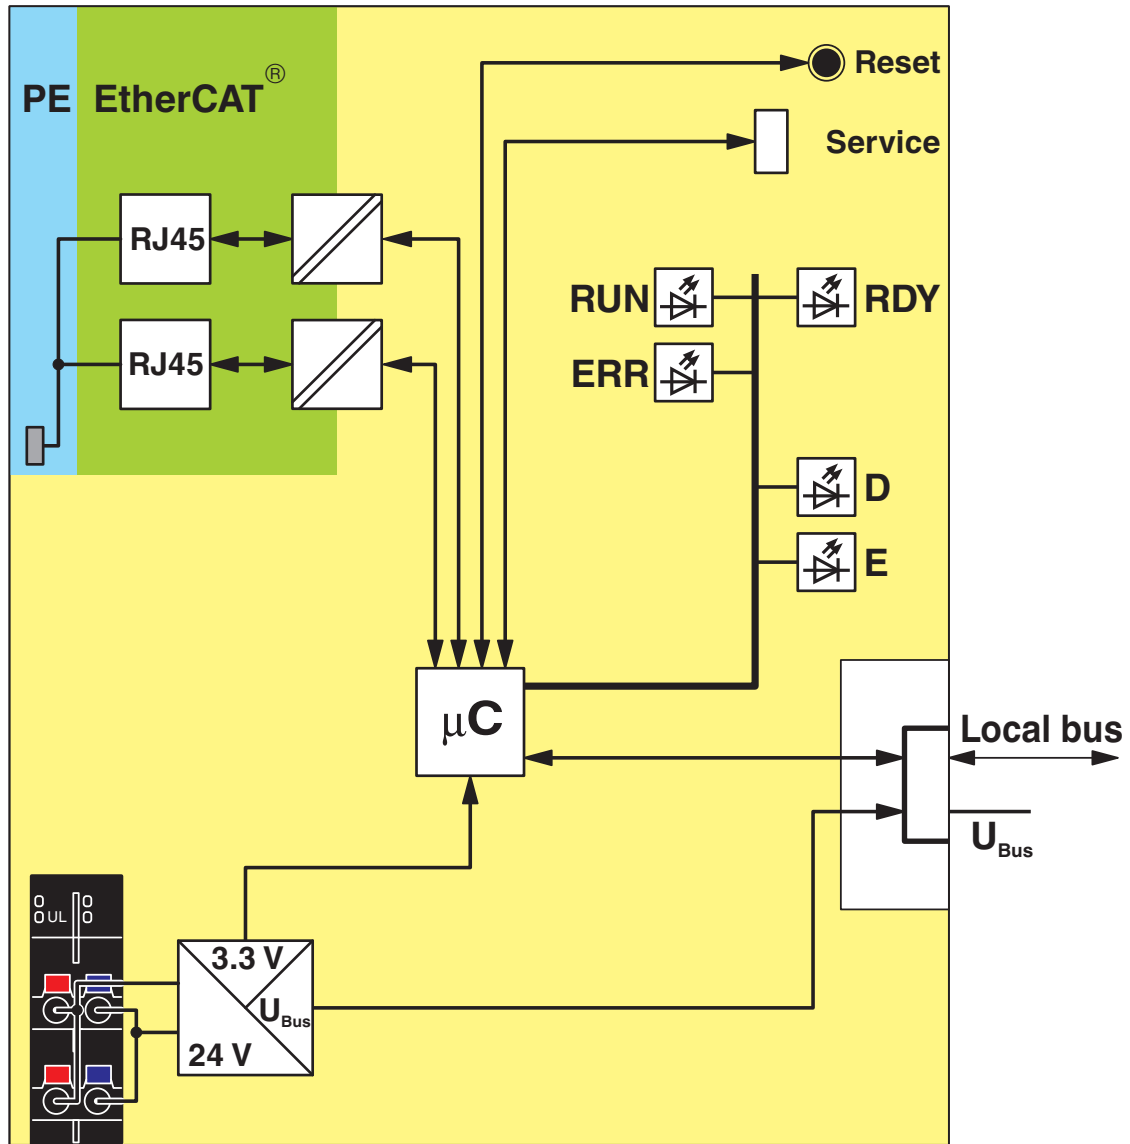 PE EtherCAT®
Reset
Service
RJ45
RJ45
RUN
RDY
ERR
D
E
μC
Local bus
UBus
UL
3.3 V
UBus
24 V